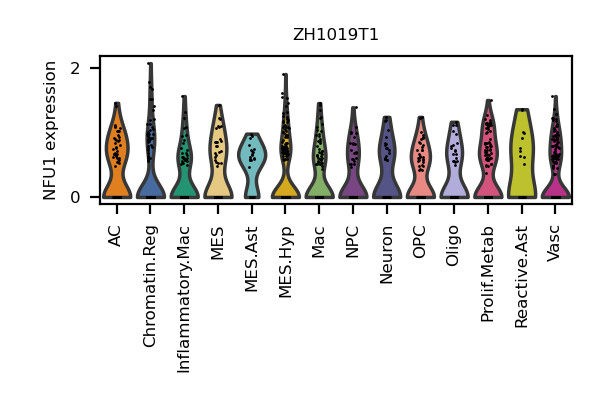 ZH1019T1
NFU1 expression
2
0
AC
Chromatin.Reg
Inflammatory.Mac
MES
MES.Ast
MES.Hyp
Mac
NPC
Neuron
OPC
Oligo
Prolif.Metab
Reactive.Ast
Vasc